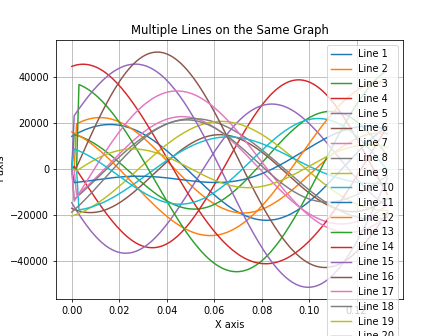 Multiple Lines on the Same Graph
40000
20000
0
−20000
−40000
axis
0.00
0.02
0.04
0.06
0.08
0.10
X axis
Line 1
Line 2
Line 3
Line 4
Line 5
Line 6
Line 7
Line 8
Line 9
Line 10
Line 11
Line 12
Line 13
Line 14
Line 15
Line 16
Line 17
Line 18
Line 19
Line 20